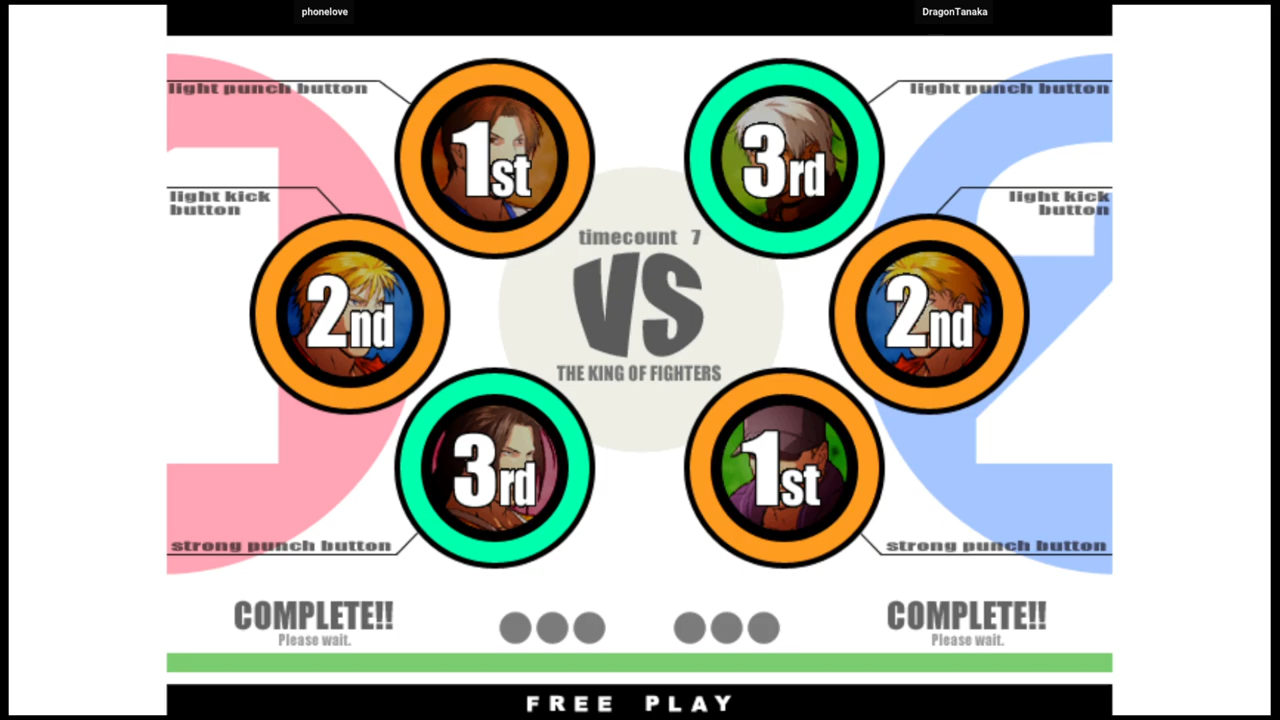 phonelove
DragonTanaka
light punch button
light punch button
1st
3rd
light kick
button
light kick
button
timecount 7
VS
THE KING OF FIGHTERS
2nd
2nd
3rd
1st
strong punch button
strong punch button
COMPLETE!!
Please wait.
COMPLETE!!
Please wait.
FREE PLAY